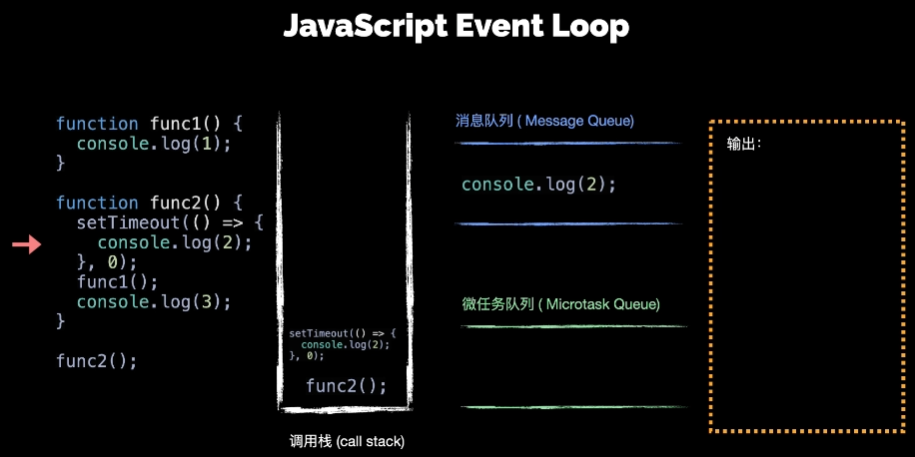 JavaScript Event Loop
function func1() {
console.log(1);
}
function func2() {
setTimeout(() => {
console.log(2);
}, 0);
func1();
console.log(3);
}
func2();
setTimeout(() => {
console.log(2);
}, 0);
func2();
调用栈 (call stack)
消息队列 ( Message Queue)
console.log(2);
微任务队列 ( Microtask Queue)
输出：